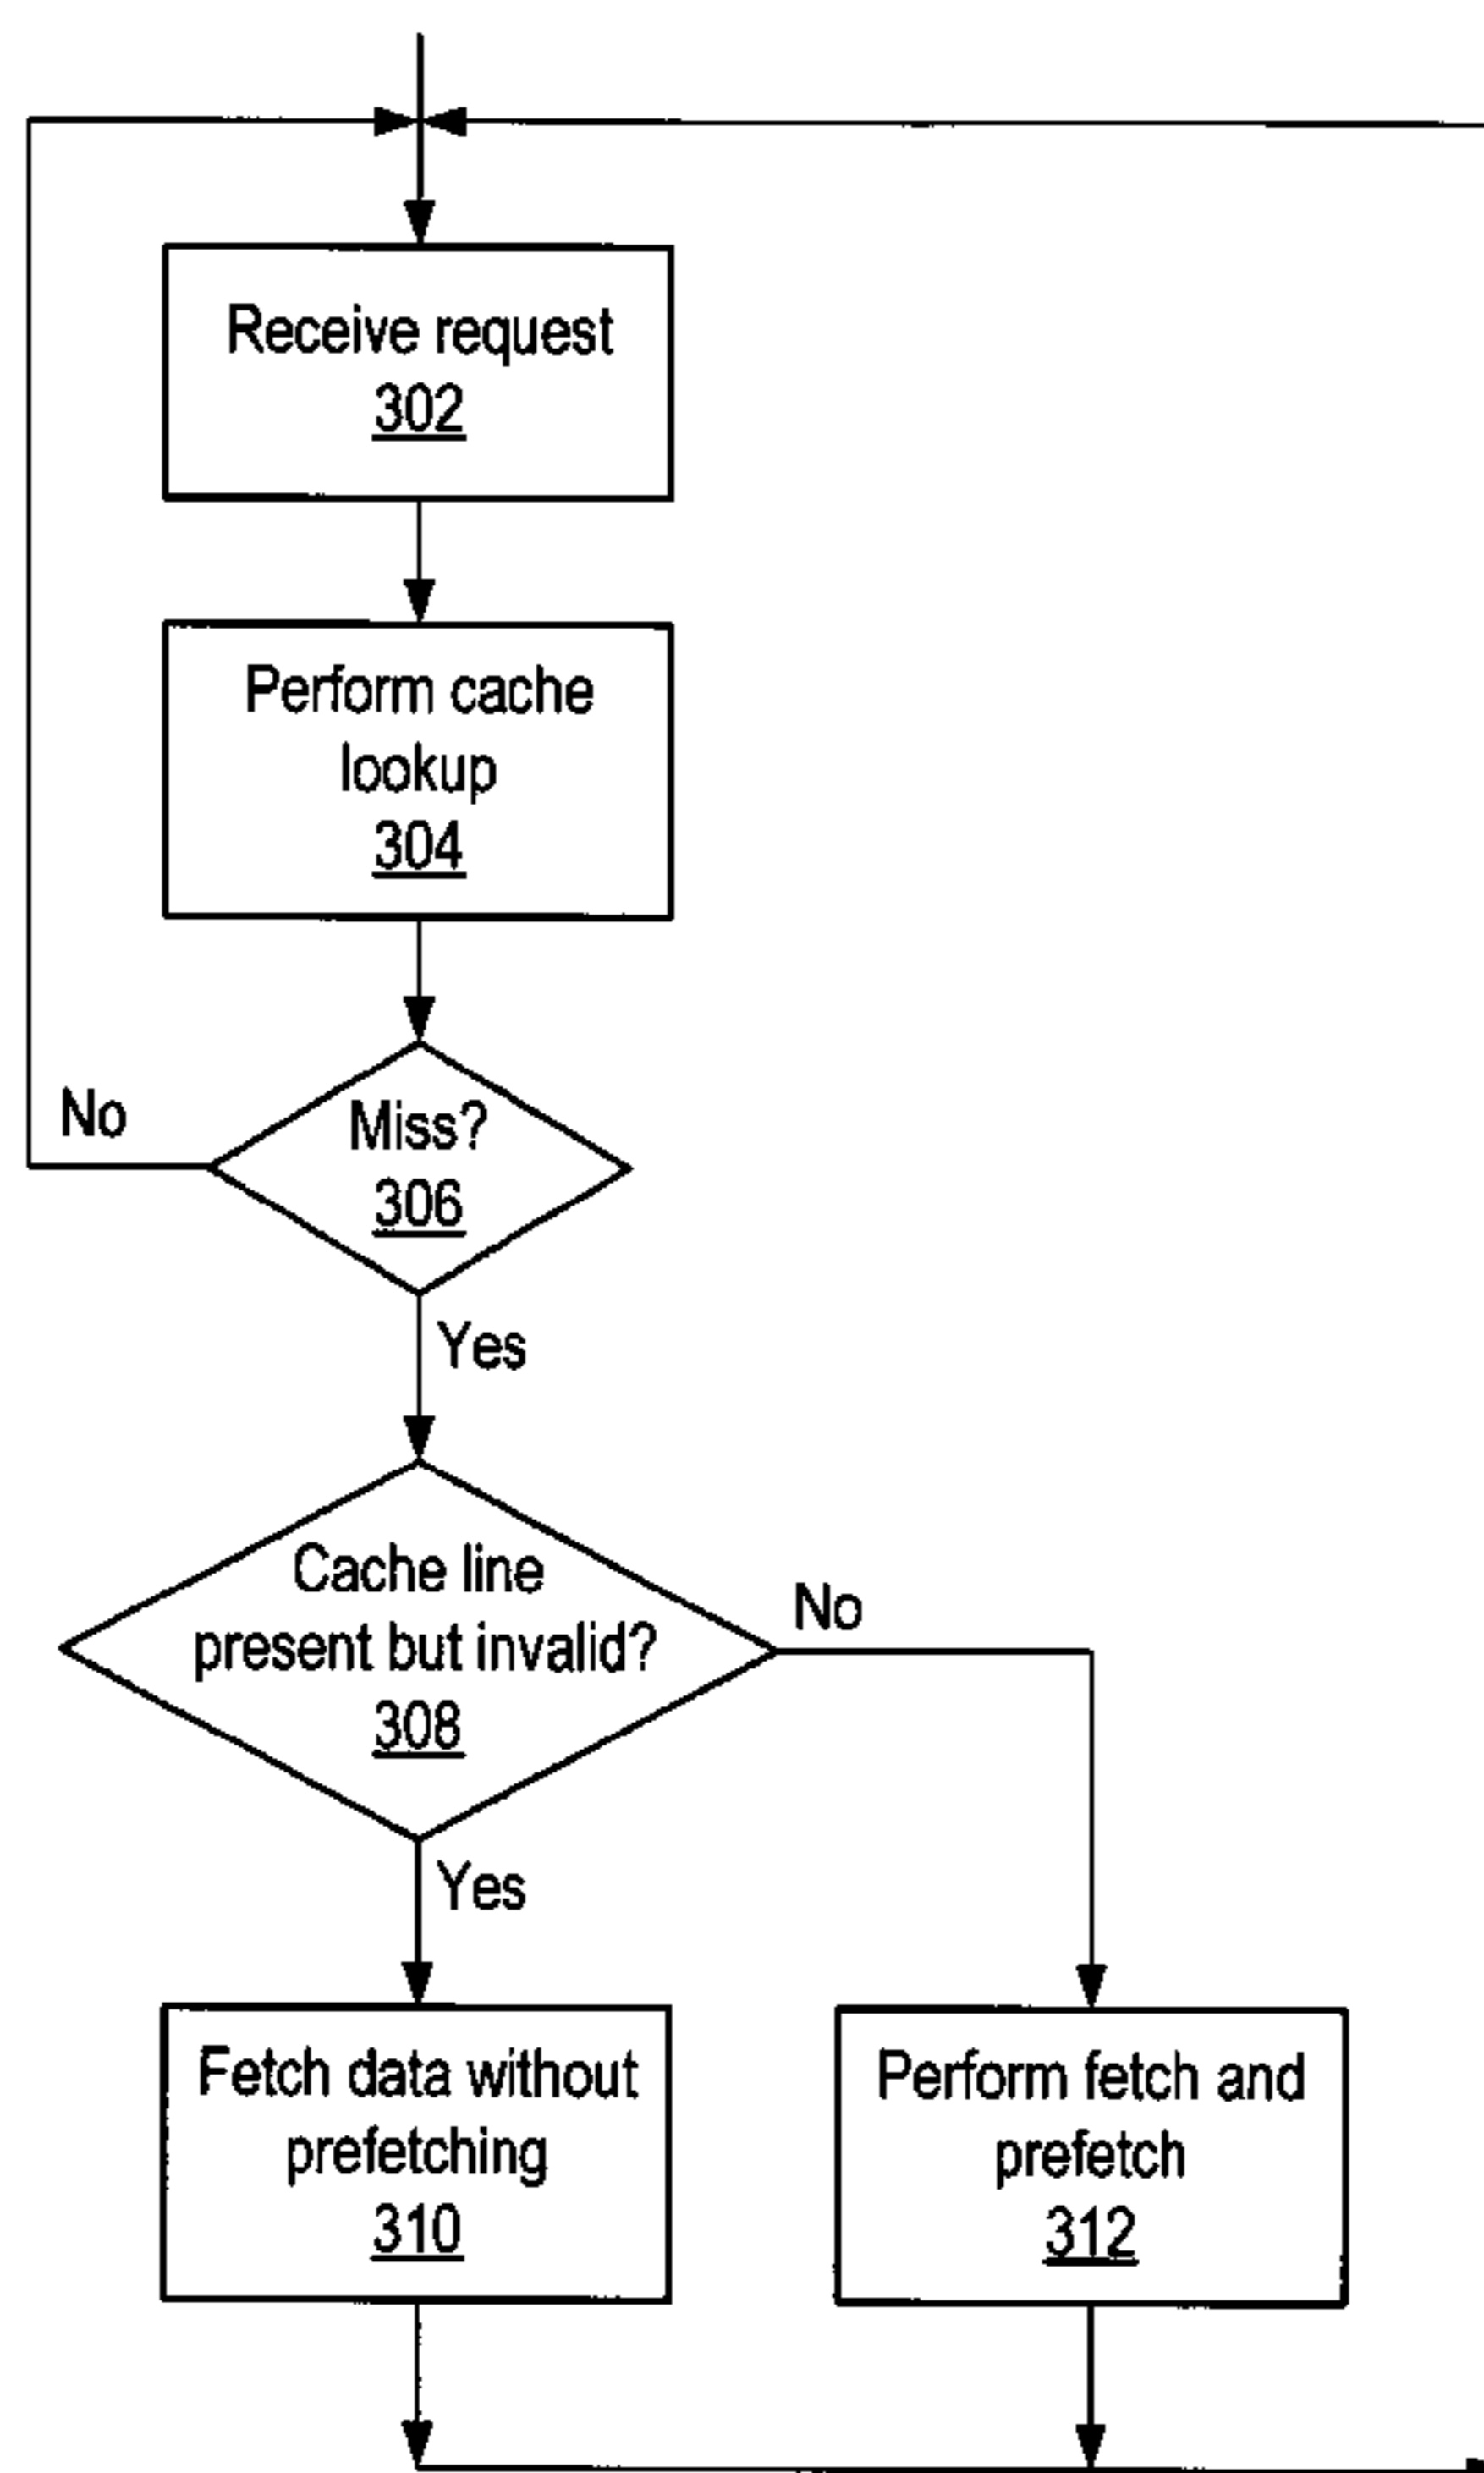 Receive request
302
Perform cache
lookup
304
Miss?
306
No
Yes
Cache line
present but invalid?
308
No
Yes
Fetch data without
prefetching
310
Perform fetch and
prefetch
312